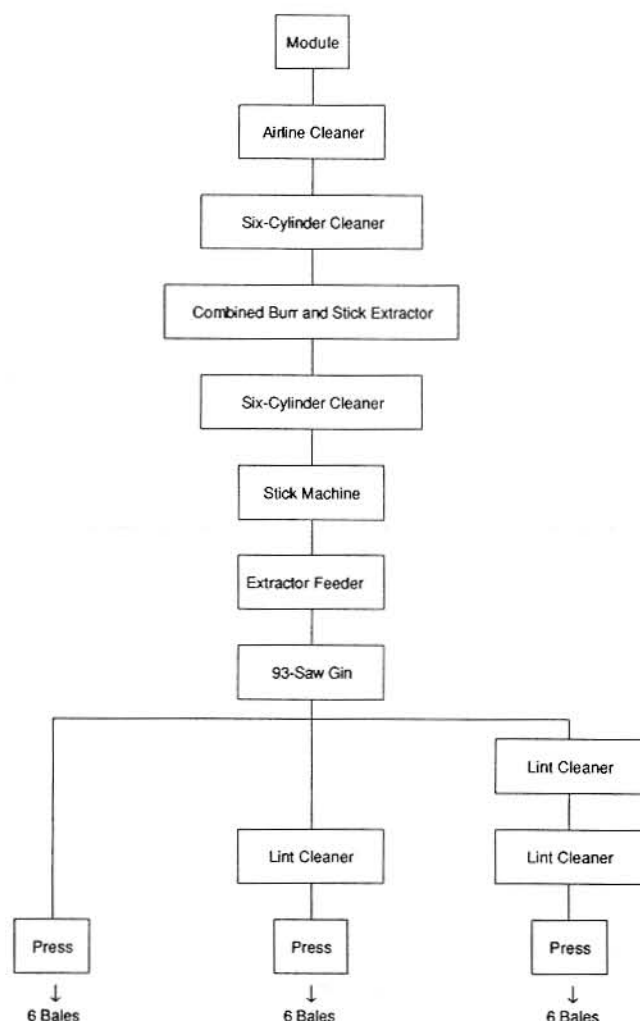 Module
Airline Cleaner
Six-Cylinder Cleaner
Combined Burr and Stick Extractor
Six-Cylinder Cleaner
Stick Machine
Extractor Feeder
93-Saw Gin
Lint Cleaner
Lint Cleaner
Lint Cleaner
Press
Press
Press
6 Bales
6 Bales
6 Bales